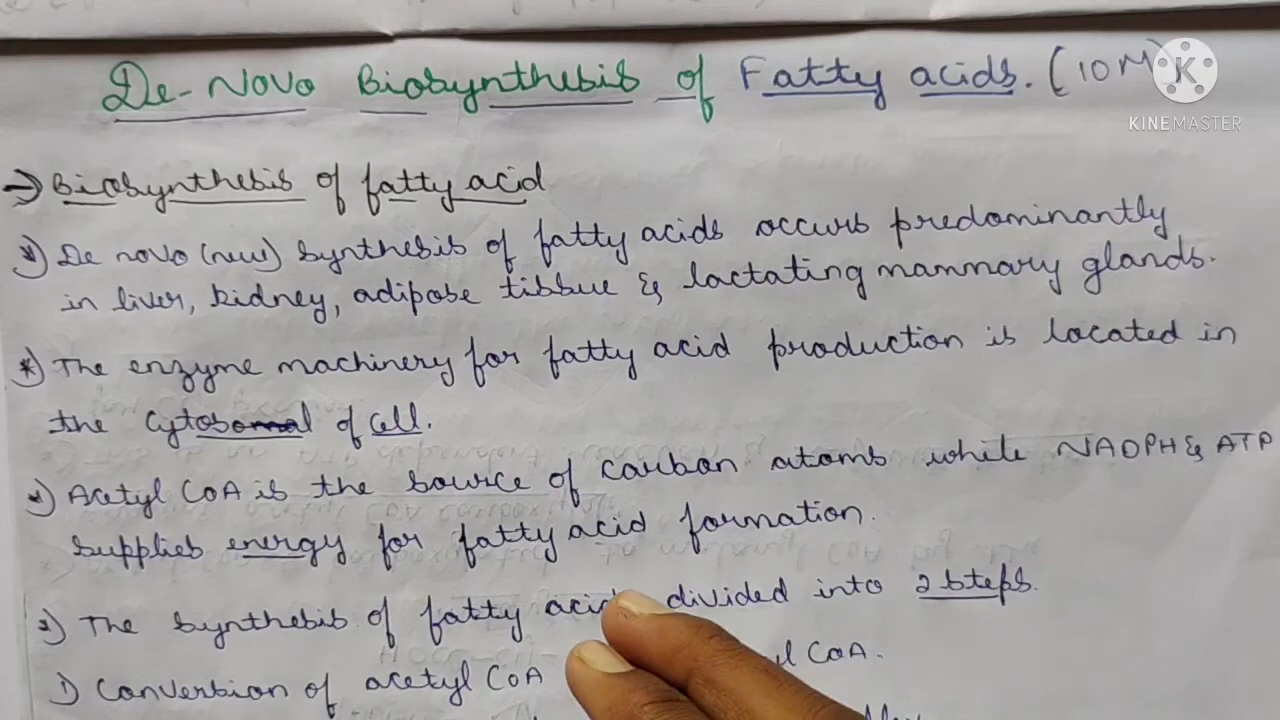 De-Novo Biosynthesis of Fatty acids. (10M)
KINEMASTER
→ Biosynthesis of fatty acid
*) De novo (new) synthesis of fatty acids occurs predominantly
in liver, kidney, adipose tissue & lactating mammary glands.
*) The enzyme machinery for fatty acid production is located in
the cytosomal of cell.
*) Acetyl CoA is the source of carbon atoms while NADPH & ATP
supplies energy for fatty acid formation.
*) The synthesis of fatty acid divided into 2 steps.
1) Conversion of acetyl CoA yl CoA.